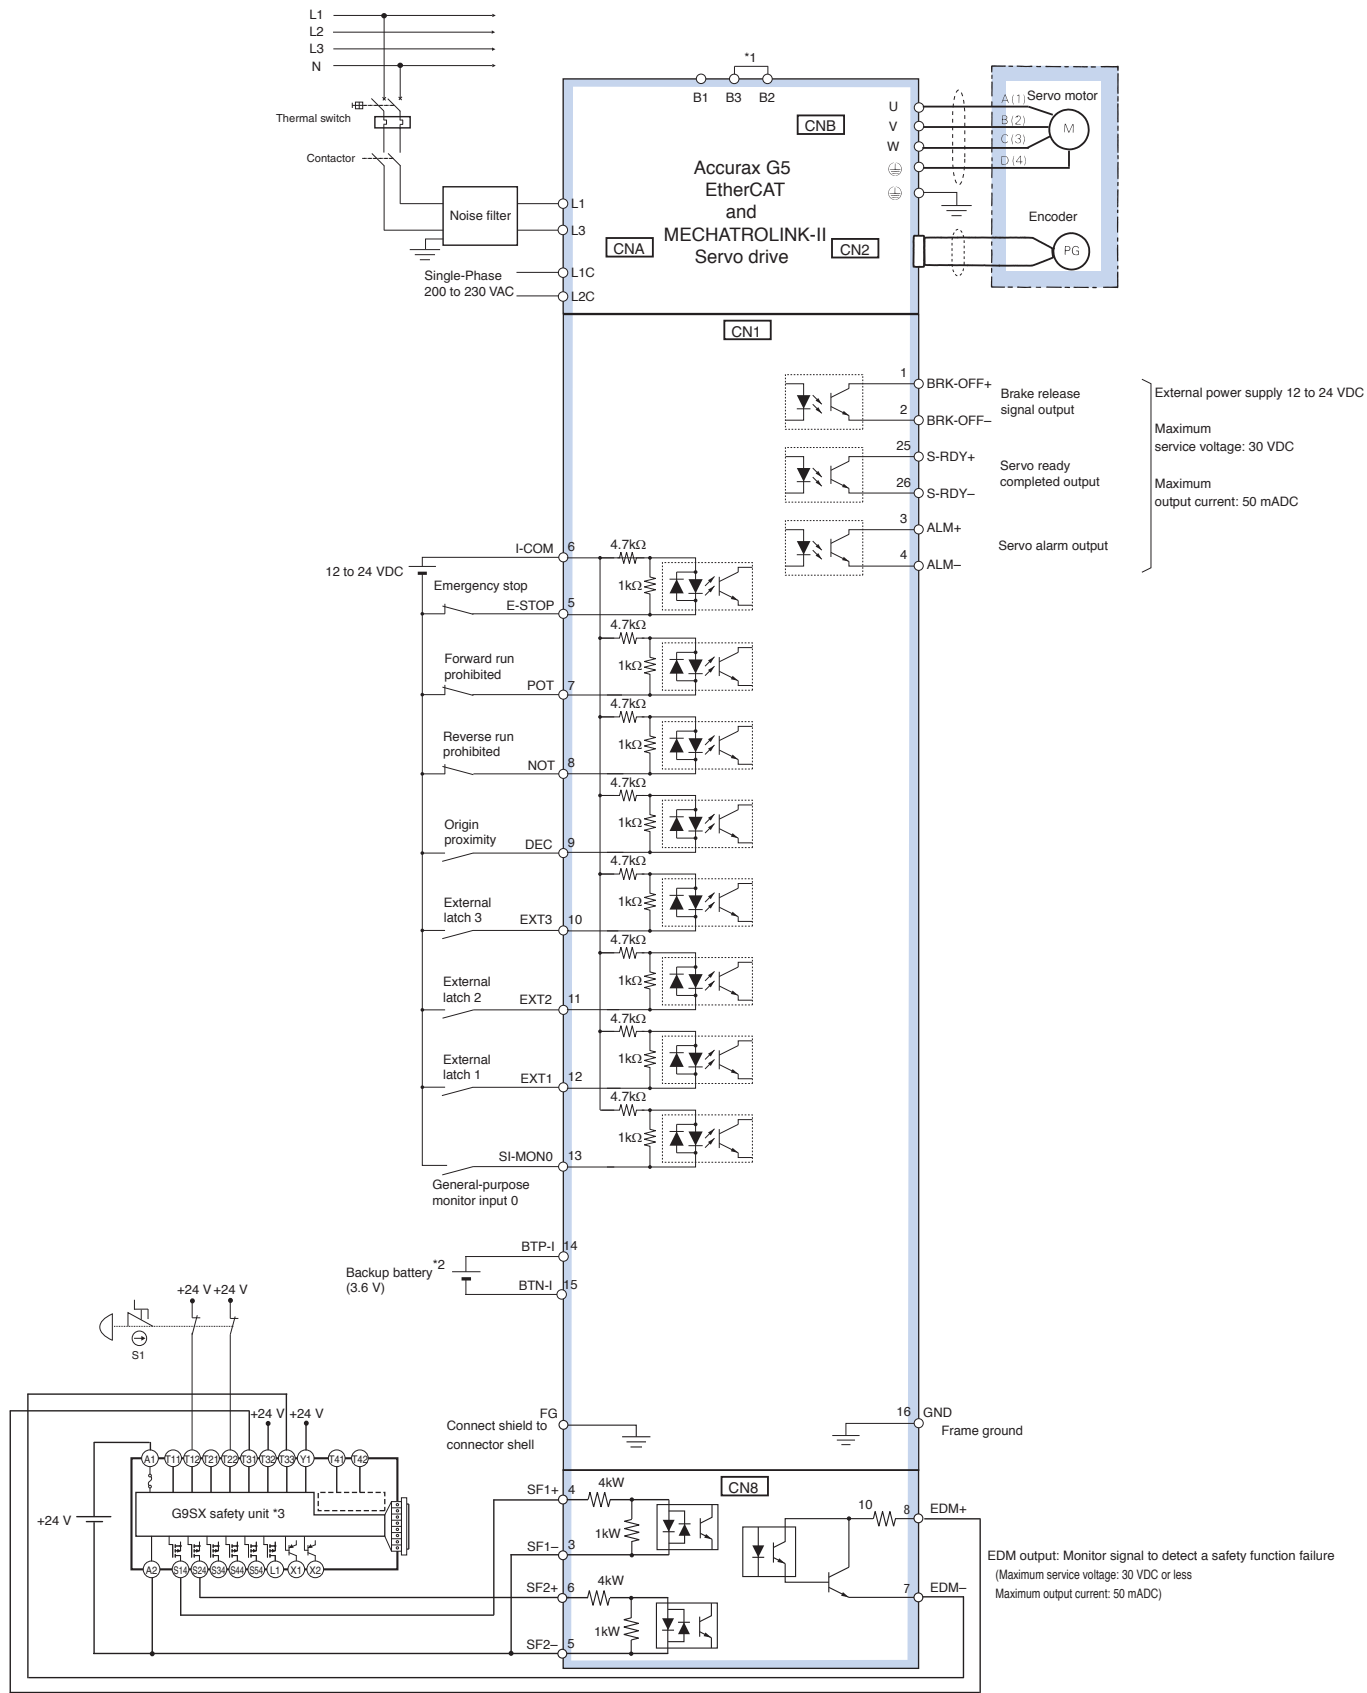 L1
L2
L3
N
Thermal switch
Contactor
Noise filter
Single-Phase
200 to 230 VAC
L1
L3
L1C
L2C
*1
B1 B3 B2
CNB
Accurax G5
EtherCAT
and
MECHATROLINK-II
Servo drive
CNA
CN2
U
V
W
A (1)
B (2)
C (3)
D (4)
Servo motor
M
Encoder
PG
CN1
1
BRK-OFF+
2
BRK-OFF–
Brake release
signal output
25
S-RDY+
26
S-RDY–
Servo ready
completed output
3
ALM+
4
ALM–
Servo alarm output
External power supply 12 to 24 VDC
Maximum
service voltage: 30 VDC
Maximum
output current: 50 mADC
12 to 24 VDC
I-COM 6
4.7kΩ
1kΩ
Emergency stop
E-STOP 5
4.7kΩ
1kΩ
Forward run
prohibited
POT 7
4.7kΩ
1kΩ
Reverse run
prohibited
NOT 8
4.7kΩ
1kΩ
Origin
proximity
DEC 9
4.7kΩ
1kΩ
External
latch 3
EXT3 10
4.7kΩ
1kΩ
External
latch 2
EXT2 11
4.7kΩ
1kΩ
External
latch 1
EXT1 12
4.7kΩ
1kΩ
SI-MON0 13
General-purpose
monitor input 0
BTP-I 14
Backup battery*2
(3.6 V)
BTN-I 15
+24 V +24 V
S1
FG
Connect shield to
connector shell
16 GND
Frame ground
+24 V +24 V
A1 T11 T12 T21 T22 T31 T32 T33 Y1 T41 T42
G9SX safety unit *3
+24 V
A2 S14 S24 S34 S44 S54 L1 X1 X2
CN8
SF1+ 4
4kW
1kW
SF1– 3
SF2+ 6
4kW
1kW
SF2– 5
10
8 EDM+
7 EDM–
EDM output: Monitor signal to detect a safety function failure
(Maximum service voltage: 30 VDC or less
Maximum output current: 50 mADC)